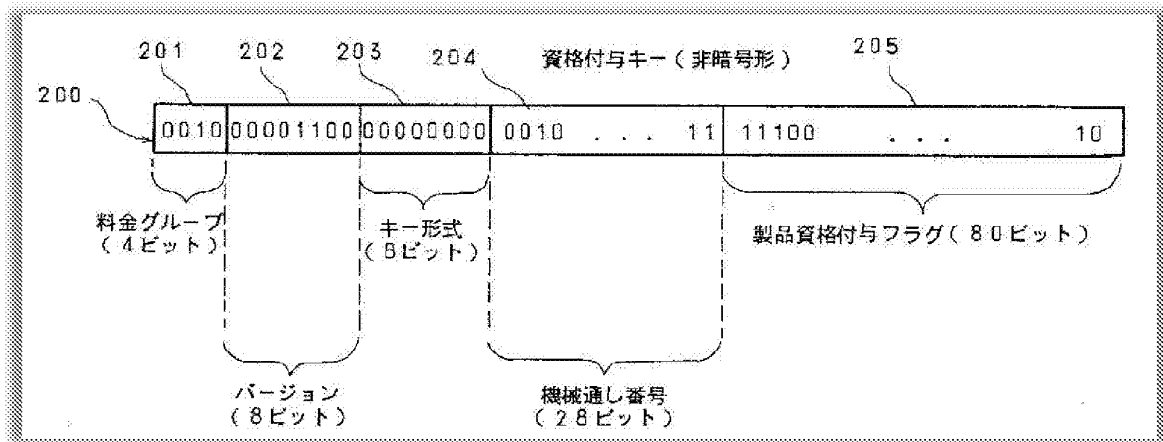 201 202 203 204 資格付与キー(非暗号形) 205
200
0010 00001100 00000000 0010 . . . 11 11100 . . . 10
料金グループ キー形式 製品資格付与フラグ(80ビット)
(4ビット) (8ビット)
バージョン 機械通し番号
(8ビット) (28ビット)